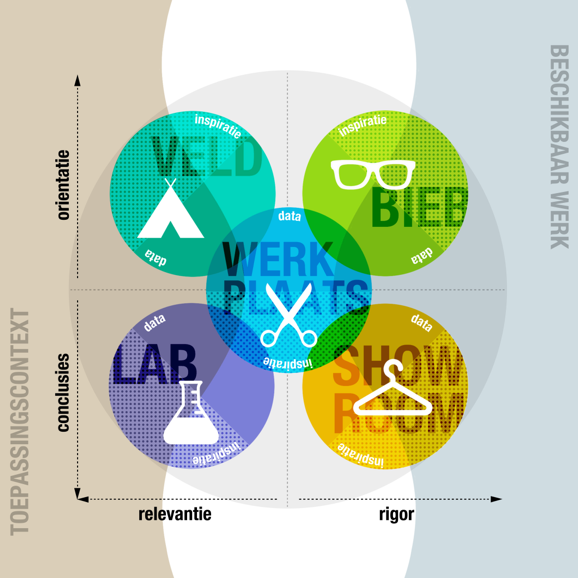 BESCHIKBAAR WERK
TOEPASSINGSCONTEXT
orientatie
conclusies
inspiratie
VELD
data
inspiratie
BIEB
data
data
WERK
PLAATS
inspiratie
data
LAB
inspiratie
data
SHOW
ROOM
inspiratie
relevantie
rigor